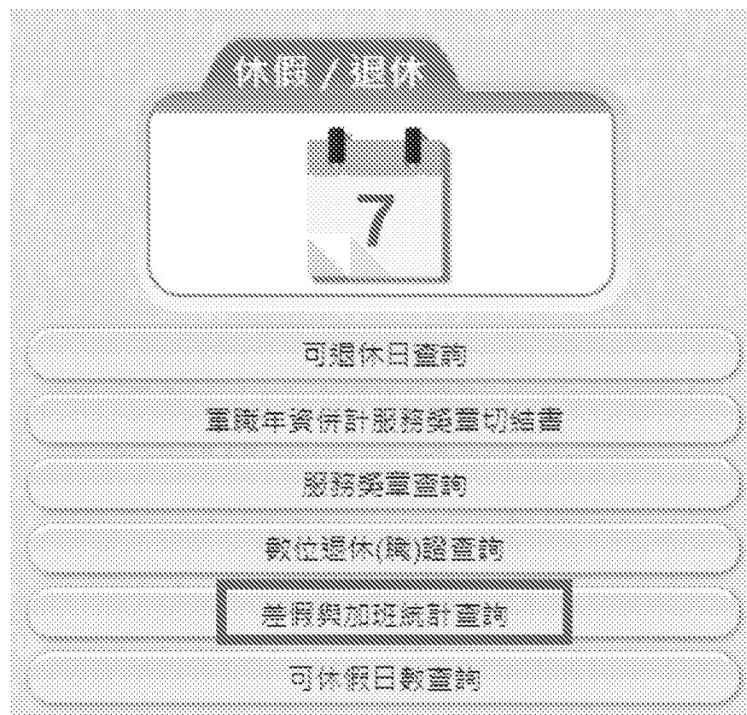 休假 / 退休
7
可退休日查詢
軍職年資併計服務獎章切結書
服務獎章查詢
數位退休(職)證查詢
差假與加班統計查詢
可休假日數查詢